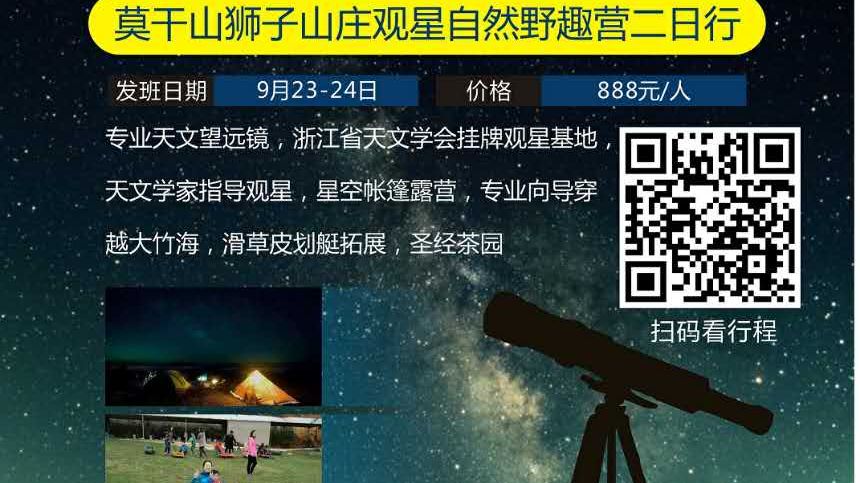 莫干山狮子山庄观星自然野趣营二日行
发班日期 9月23-24日 价格 888元/人
专业天文望远镜，浙江省天文学会挂牌观星基地，
天文学家指导观星，星空帐篷露营，专业向导穿
越大竹海，滑草皮划艇拓展，圣经茶园
扫码看行程